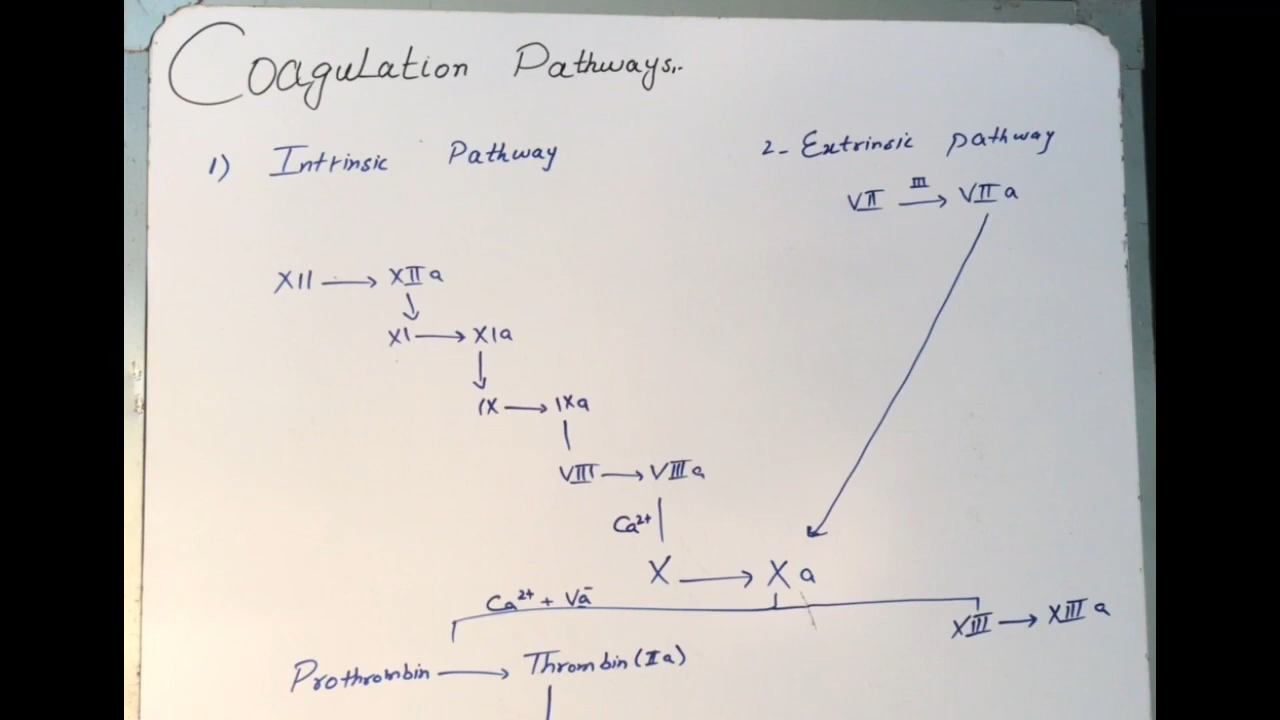 Coagulation Pathways..
1) Intrinsic Pathway
2- Extrinsic pathway
III
VII → VIIa
XII → XIIa
XI → XIa
IX → IXa
VIII → VIIIa
Ca²⁺
X → Xa
Ca²⁺ + Va
XIII → XIIIa
Prothrombin → Thrombin (IIa)